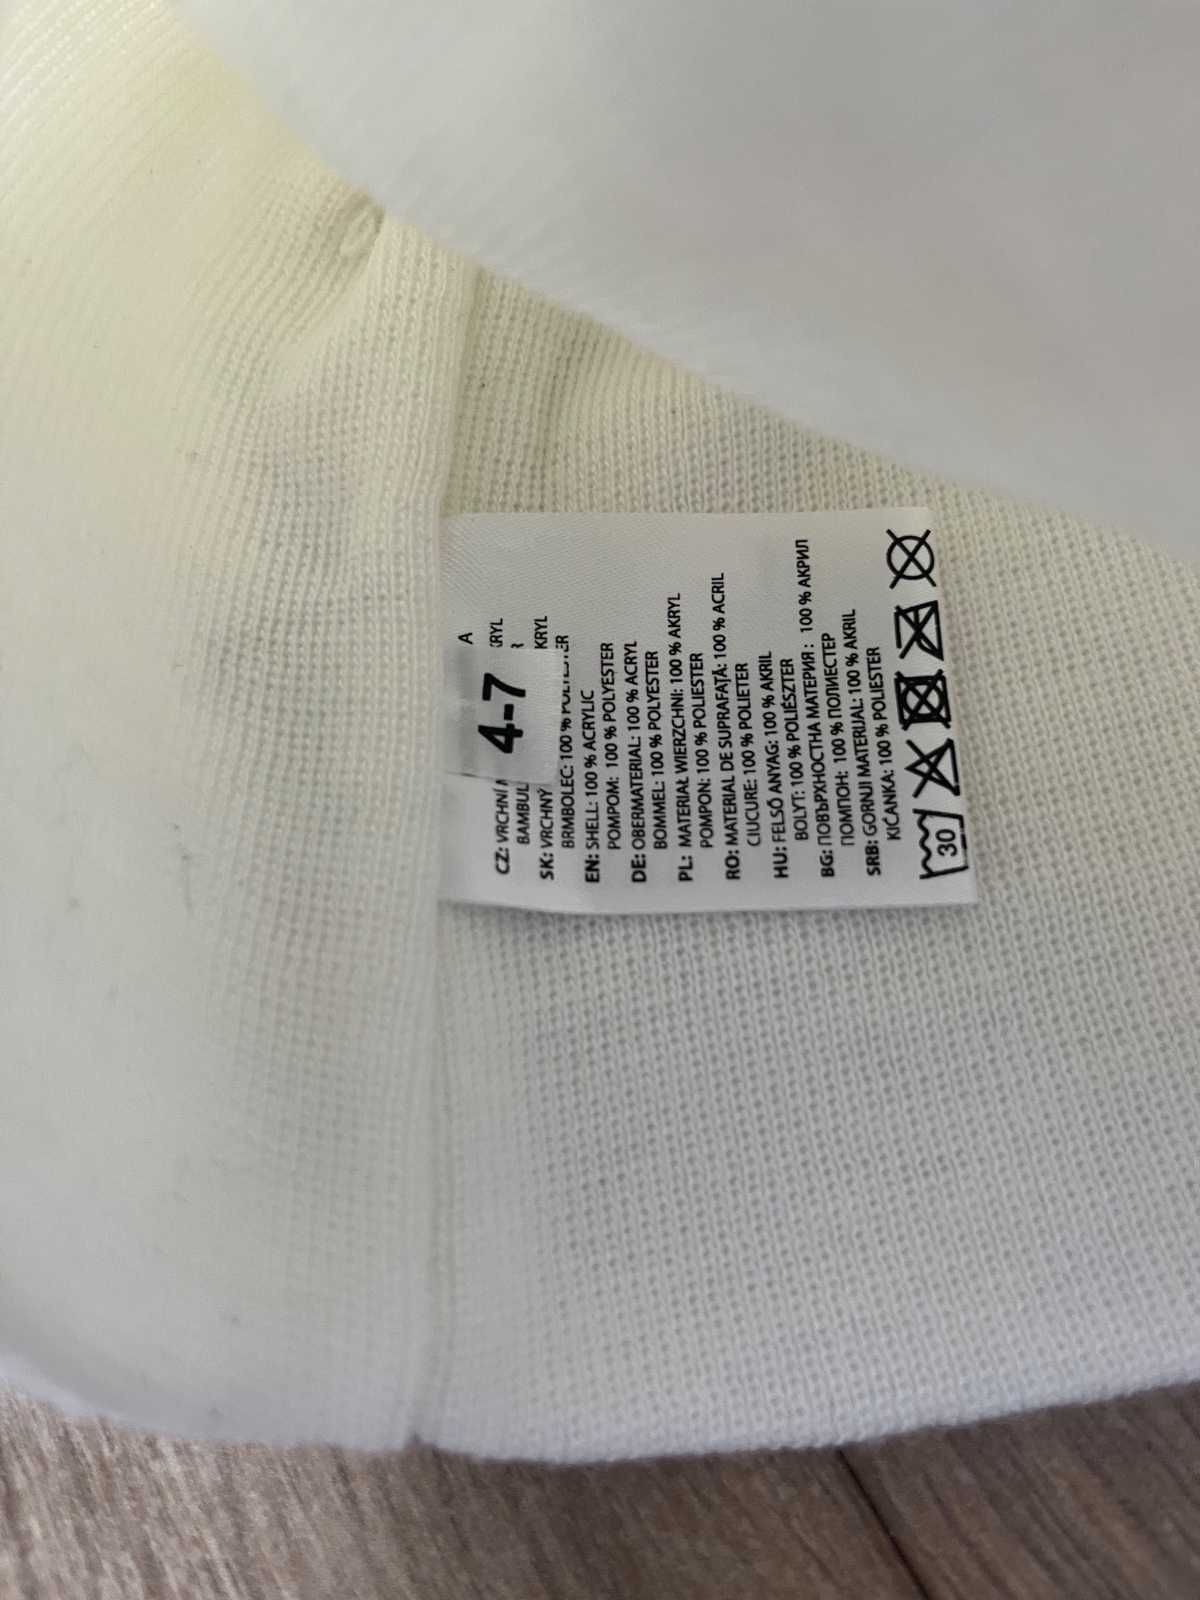 A
4-7
CZ: VRCHNÍ KRYL
SK: VRCHNÝ KRYL
BRMBOLEC: 100 % POLYESTER
EN: SHELL: 100 % ACRYLIC
POMPOM: 100 % POLYESTER
DE: OBERMATERIAL: 100 % ACRYL
BOMMEL: 100 % POLYESTER
PL: MATERIAŁ WIERZCHNI: 100 % AKRYL
POMPON: 100 % POLIESTER
RO: MATERIAL DE SUPRAFAȚĂ: 100 % ACRIL
CIUCURE: 100 % POLIETER
HU: FELSŐ ANYAG: 100 % AKRIL
BOLYT: 100 % POLIÉSZTER
BG: ПОВЪРХНОСТНА МАТЕРИЯ: 100 % АКРИЛ
ПОМПОН: 100 % ПОЛИЕСТЕР
SRB: GORNJI MATERIJAL: 100 % AKRIL
KIĆANKA: 100 % POLIESTER
30